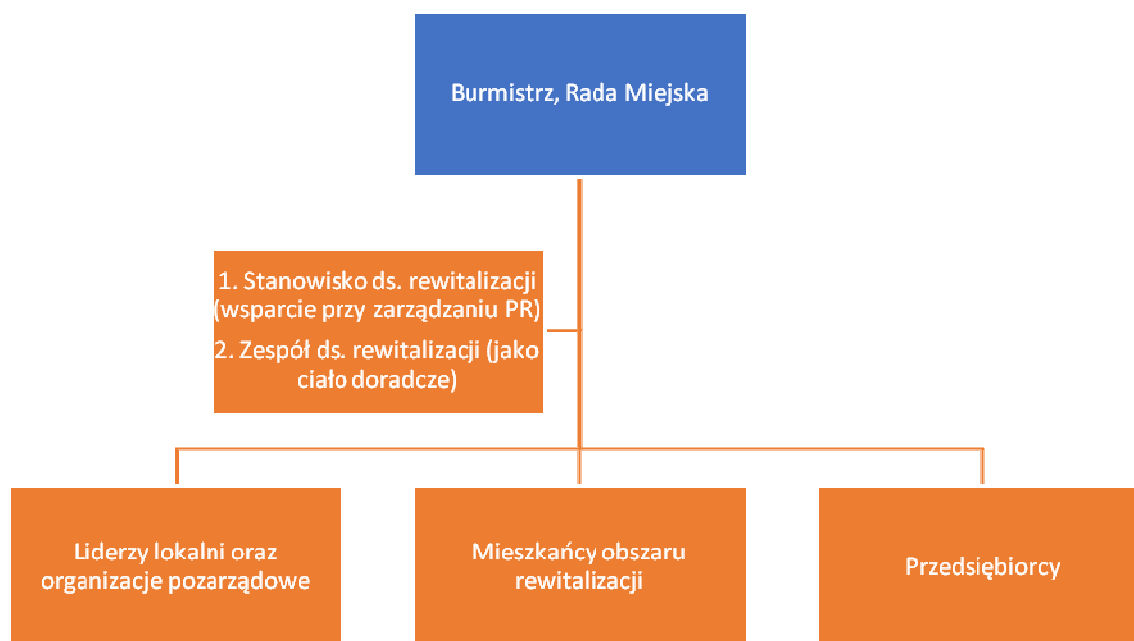 Burmistrz, Rada Miejska
1. Stanowisko ds. rewitalizacji
(wsparcie przy zarządzaniu PR)
2. Zespół ds. rewitalizacji (jako
ciało doradcze)
Liderzy lokalni oraz
organizacje pozarządowe
Mieszkańcy obszaru
rewitalizacji
Przedsiębiorcy